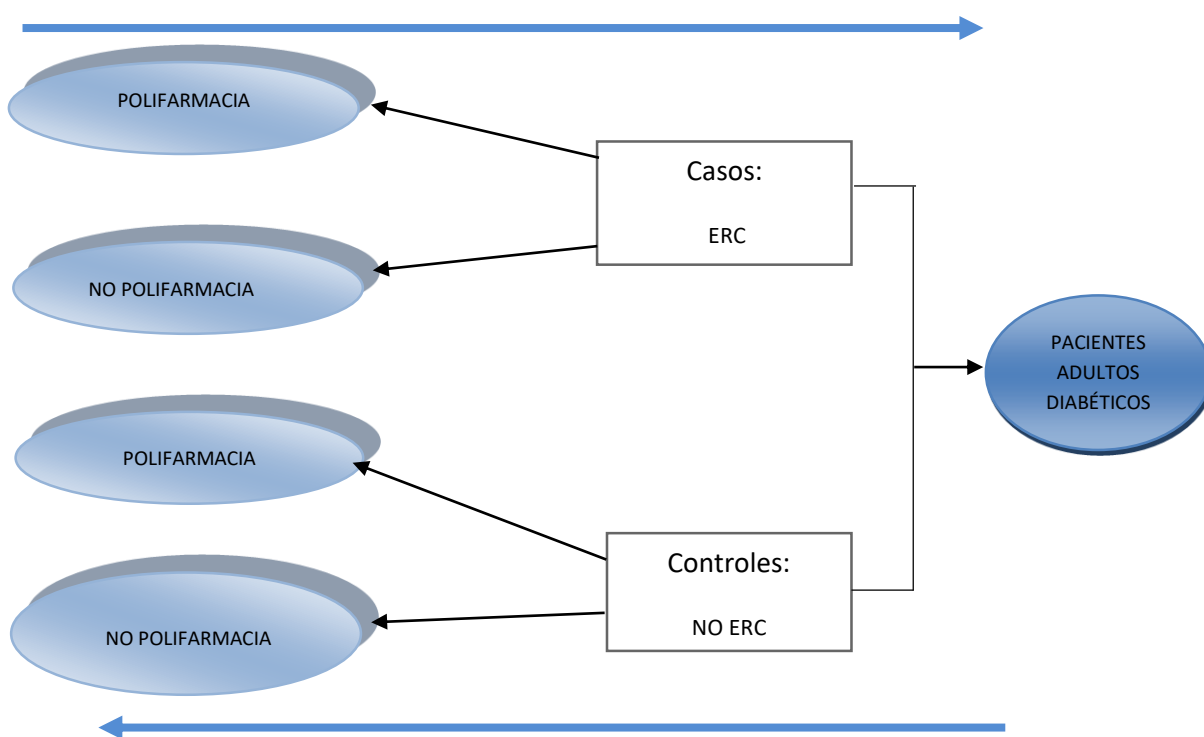 POLIFARMACIA
NO POLIFARMACIA
POLIFARMACIA
NO POLIFARMACIA
Casos:
ERC
Controles:
NO ERC
PACIENTES
ADULTOS
DIABÉTICOS